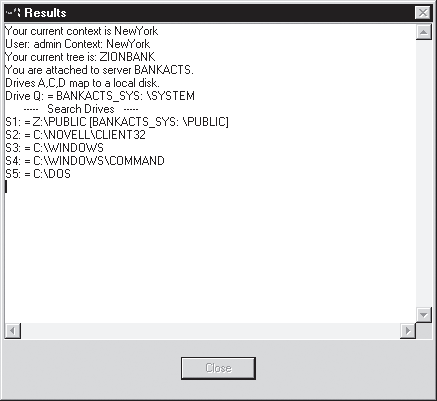 Results
Your current context is NewYork
User: admin Context: NewYork
Your current tree is: ZIONBANK
You are attached to server BANKACTS.
Drives A,C,D map to a local disk.
Drive Q: = BANKACTS_SYS: \SYSTEM
----- Search Drives -----
S1: = Z:\PUBLIC [BANKACTS_SYS: \PUBLIC]
S2: = C:\NOVELL\CLIENT32
S3: = C:\WINDOWS
S4: = C:\WINDOWS\COMMAND
S5: = C:\DOS
Close